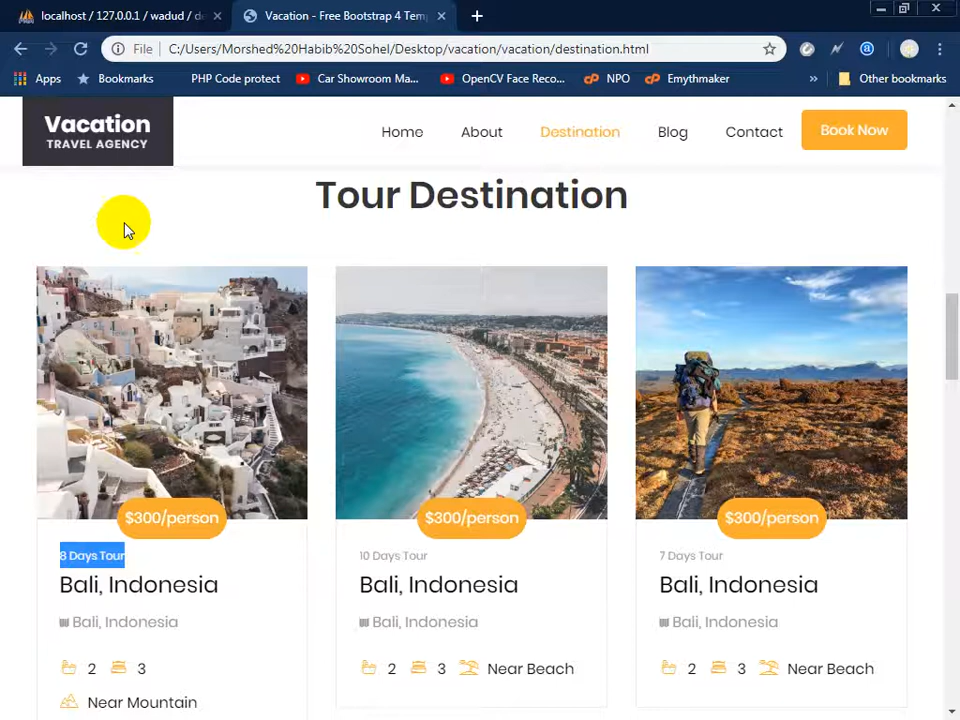 localhost / 127.0.0.1 / wadud / de
Vacation - Free Bootstrap 4 Tem
File
C:/Users/Morshed%20Habib%20Sohel/Desktop/vacation/vacation/destination.html
Apps
Bookmarks
PHP Code protect
Car Showroom Ma...
OpenCV Face Reco...
NPO
Emythmaker
»
Other bookmarks
Vacation
TRAVEL AGENCY
Home
About
Destination
Blog
Contact
Book Now
Tour Destination
$300/person
$300/person
$300/person
8 Days Tour
Bali, Indonesia
Bali, Indonesia
2 3
Near Mountain
10 Days Tour
Bali, Indonesia
Bali, Indonesia
2 3 Near Beach
7 Days Tour
Bali, Indonesia
Bali, Indonesia
2 3 Near Beach